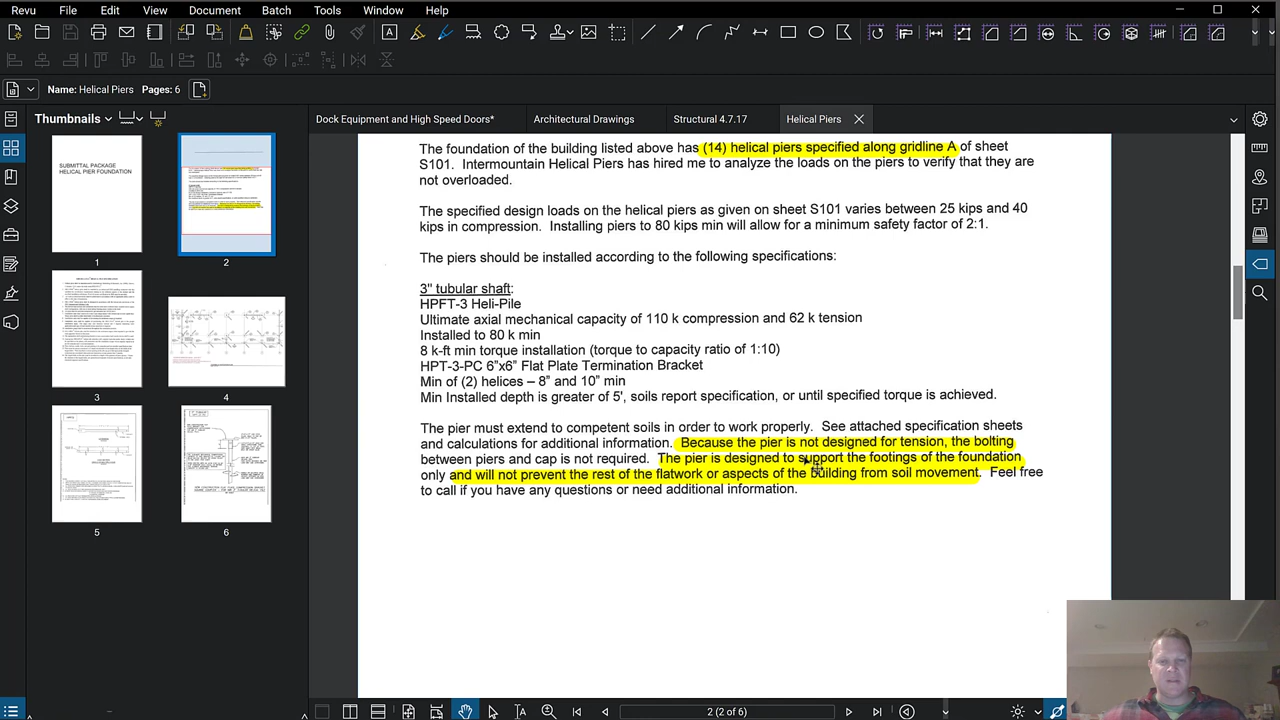 Revu File Edit View Document Batch Tools Window Help
Name: Helical Piers Pages: 6
Thumbnails
Dock Equipment and High Speed Doors* Architectural Drawings Structural 4.7.17 Helical Piers
SUBMITTAL PACKAGE
HELICAL PIER FOUNDATION
1 2
3 4
5 6
The foundation of the building listed above has (14) helical piers specified along gridline A of sheet
S101. Intermountain Helical Piers has hired me to analyze the loads on the piers to verify that they are
not overloaded.
The specified design loads on the helical piers as given on sheet S101 varies between 25 kips and 40
kips in compression. Installing piers to 80 kips min will allow for a minimum safety factor of 2:1.
The piers should be installed according to the following specifications:
3" tubular shaft:
HPFT-3 Heli-Pile
Ultimate axial mechanical capacity of 110 k compression and 62 k tension
Installed to 80 k min
8 k-ft min torque installation (torque to capacity ratio of 1:10)
HPT-3-PC 6"x6" Flat Plate Termination Bracket
Min of (2) helices – 8" and 10" min
Min Installed depth is greater of 5', soils report specification, or until specified torque is achieved.
The pier must extend to competent soils in order to work properly. See attached specification sheets
and calculations for additional information. Because the pier is not designed for tension, the bolting
between piers and cap is not required. The pier is designed to support the footings of the foundation
only and will not prevent the rest of the flatwork or aspects of the building from soil movement. Feel free
to call if you have any questions or need additional information.
2 (2 of 6)